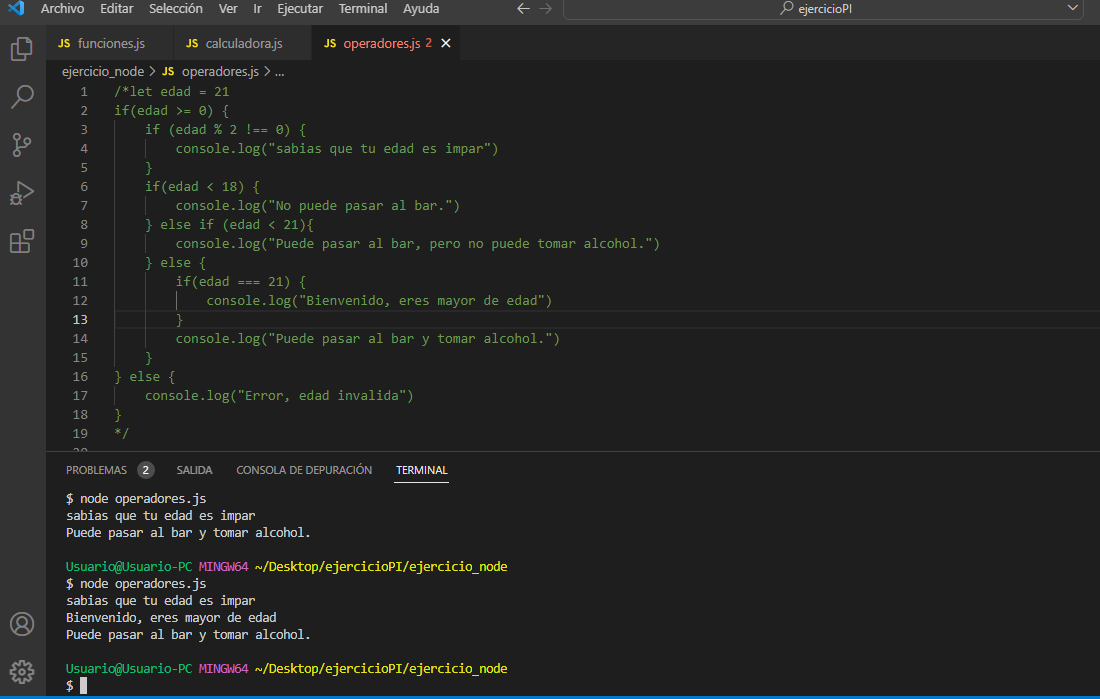 Archivo Editar Selección Ver Ir Ejecutar Terminal Ayuda ejercicioPI
JS funciones.js JS calculadora.js JS operadores.js 2
ejercicio_node > JS operadores.js > ...
1 /*let edad = 21
2 if(edad >= 0) {
3 if (edad % 2 !== 0) {
4 console.log("sabias que tu edad es impar")
5 }
6 if(edad < 18) {
7 console.log("No puede pasar al bar.")
8 } else if (edad < 21){
9 console.log("Puede pasar al bar, pero no puede tomar alcohol.")
10 } else {
11 if(edad === 21) {
12 console.log("Bienvenido, eres mayor de edad")
13 }
14 console.log("Puede pasar al bar y tomar alcohol.")
15 }
16 } else {
17 console.log("Error, edad invalida")
18 }
19 */
PROBLEMAS 2 SALIDA CONSOLA DE DEPURACIÓN TERMINAL
$ node operadores.js
sabias que tu edad es impar
Puede pasar al bar y tomar alcohol.
Usuario@Usuario-PC MINGW64 ~/Desktop/ejercicioPI/ejercicio_node
$ node operadores.js
sabias que tu edad es impar
Bienvenido, eres mayor de edad
Puede pasar al bar y tomar alcohol.
Usuario@Usuario-PC MINGW64 ~/Desktop/ejercicioPI/ejercicio_node
$